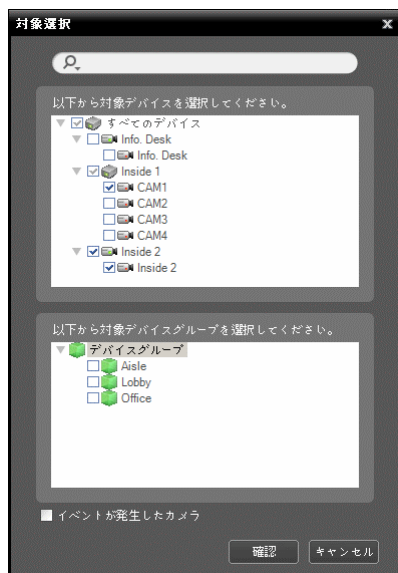 対象選択
以下から対象デバイスを選択してください。
すべてのデバイス
Info. Desk
Info. Desk
Inside 1
CAM1
CAM2
CAM3
CAM4
Inside 2
Inside 2
以下から対象デバイスグループを選択してください。
デバイスグループ
Aisle
Lobby
Office
イベントが発生したカメラ
確認 キャンセル